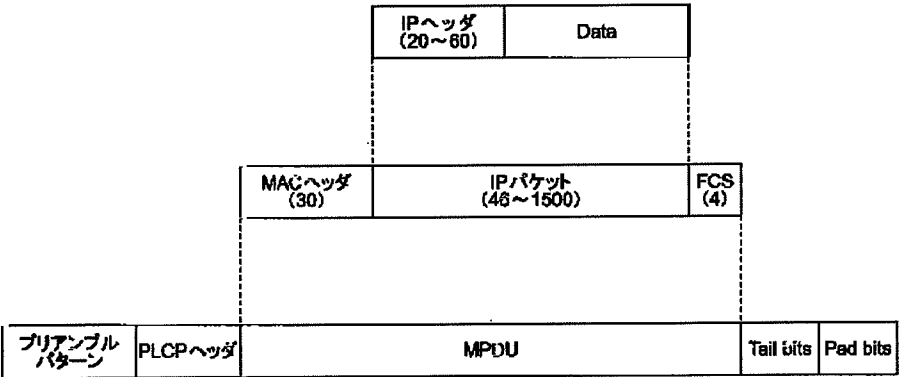 IPヘッダ
(20～60)
Data
MACヘッダ
(30)
IPパケット
(46～1500)
FCS
(4)
プリアンブル
パターン
PLCPヘッダ
MPDU
Tail bits
Pad bits